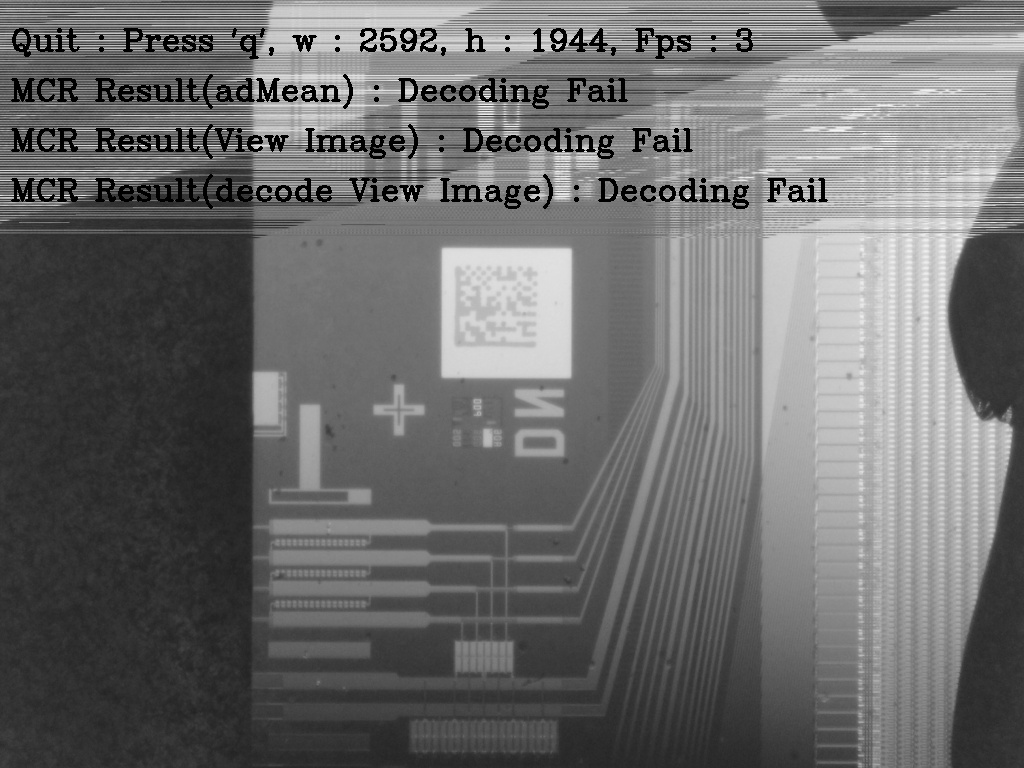 Quit : Press 'q', w : 2592, h : 1944, Fps : 3
MCR Result(adMean) : Decoding Fail
MCR Result(View Image) : Decoding Fail
MCR Result(decode View Image) : Decoding Fail
DN